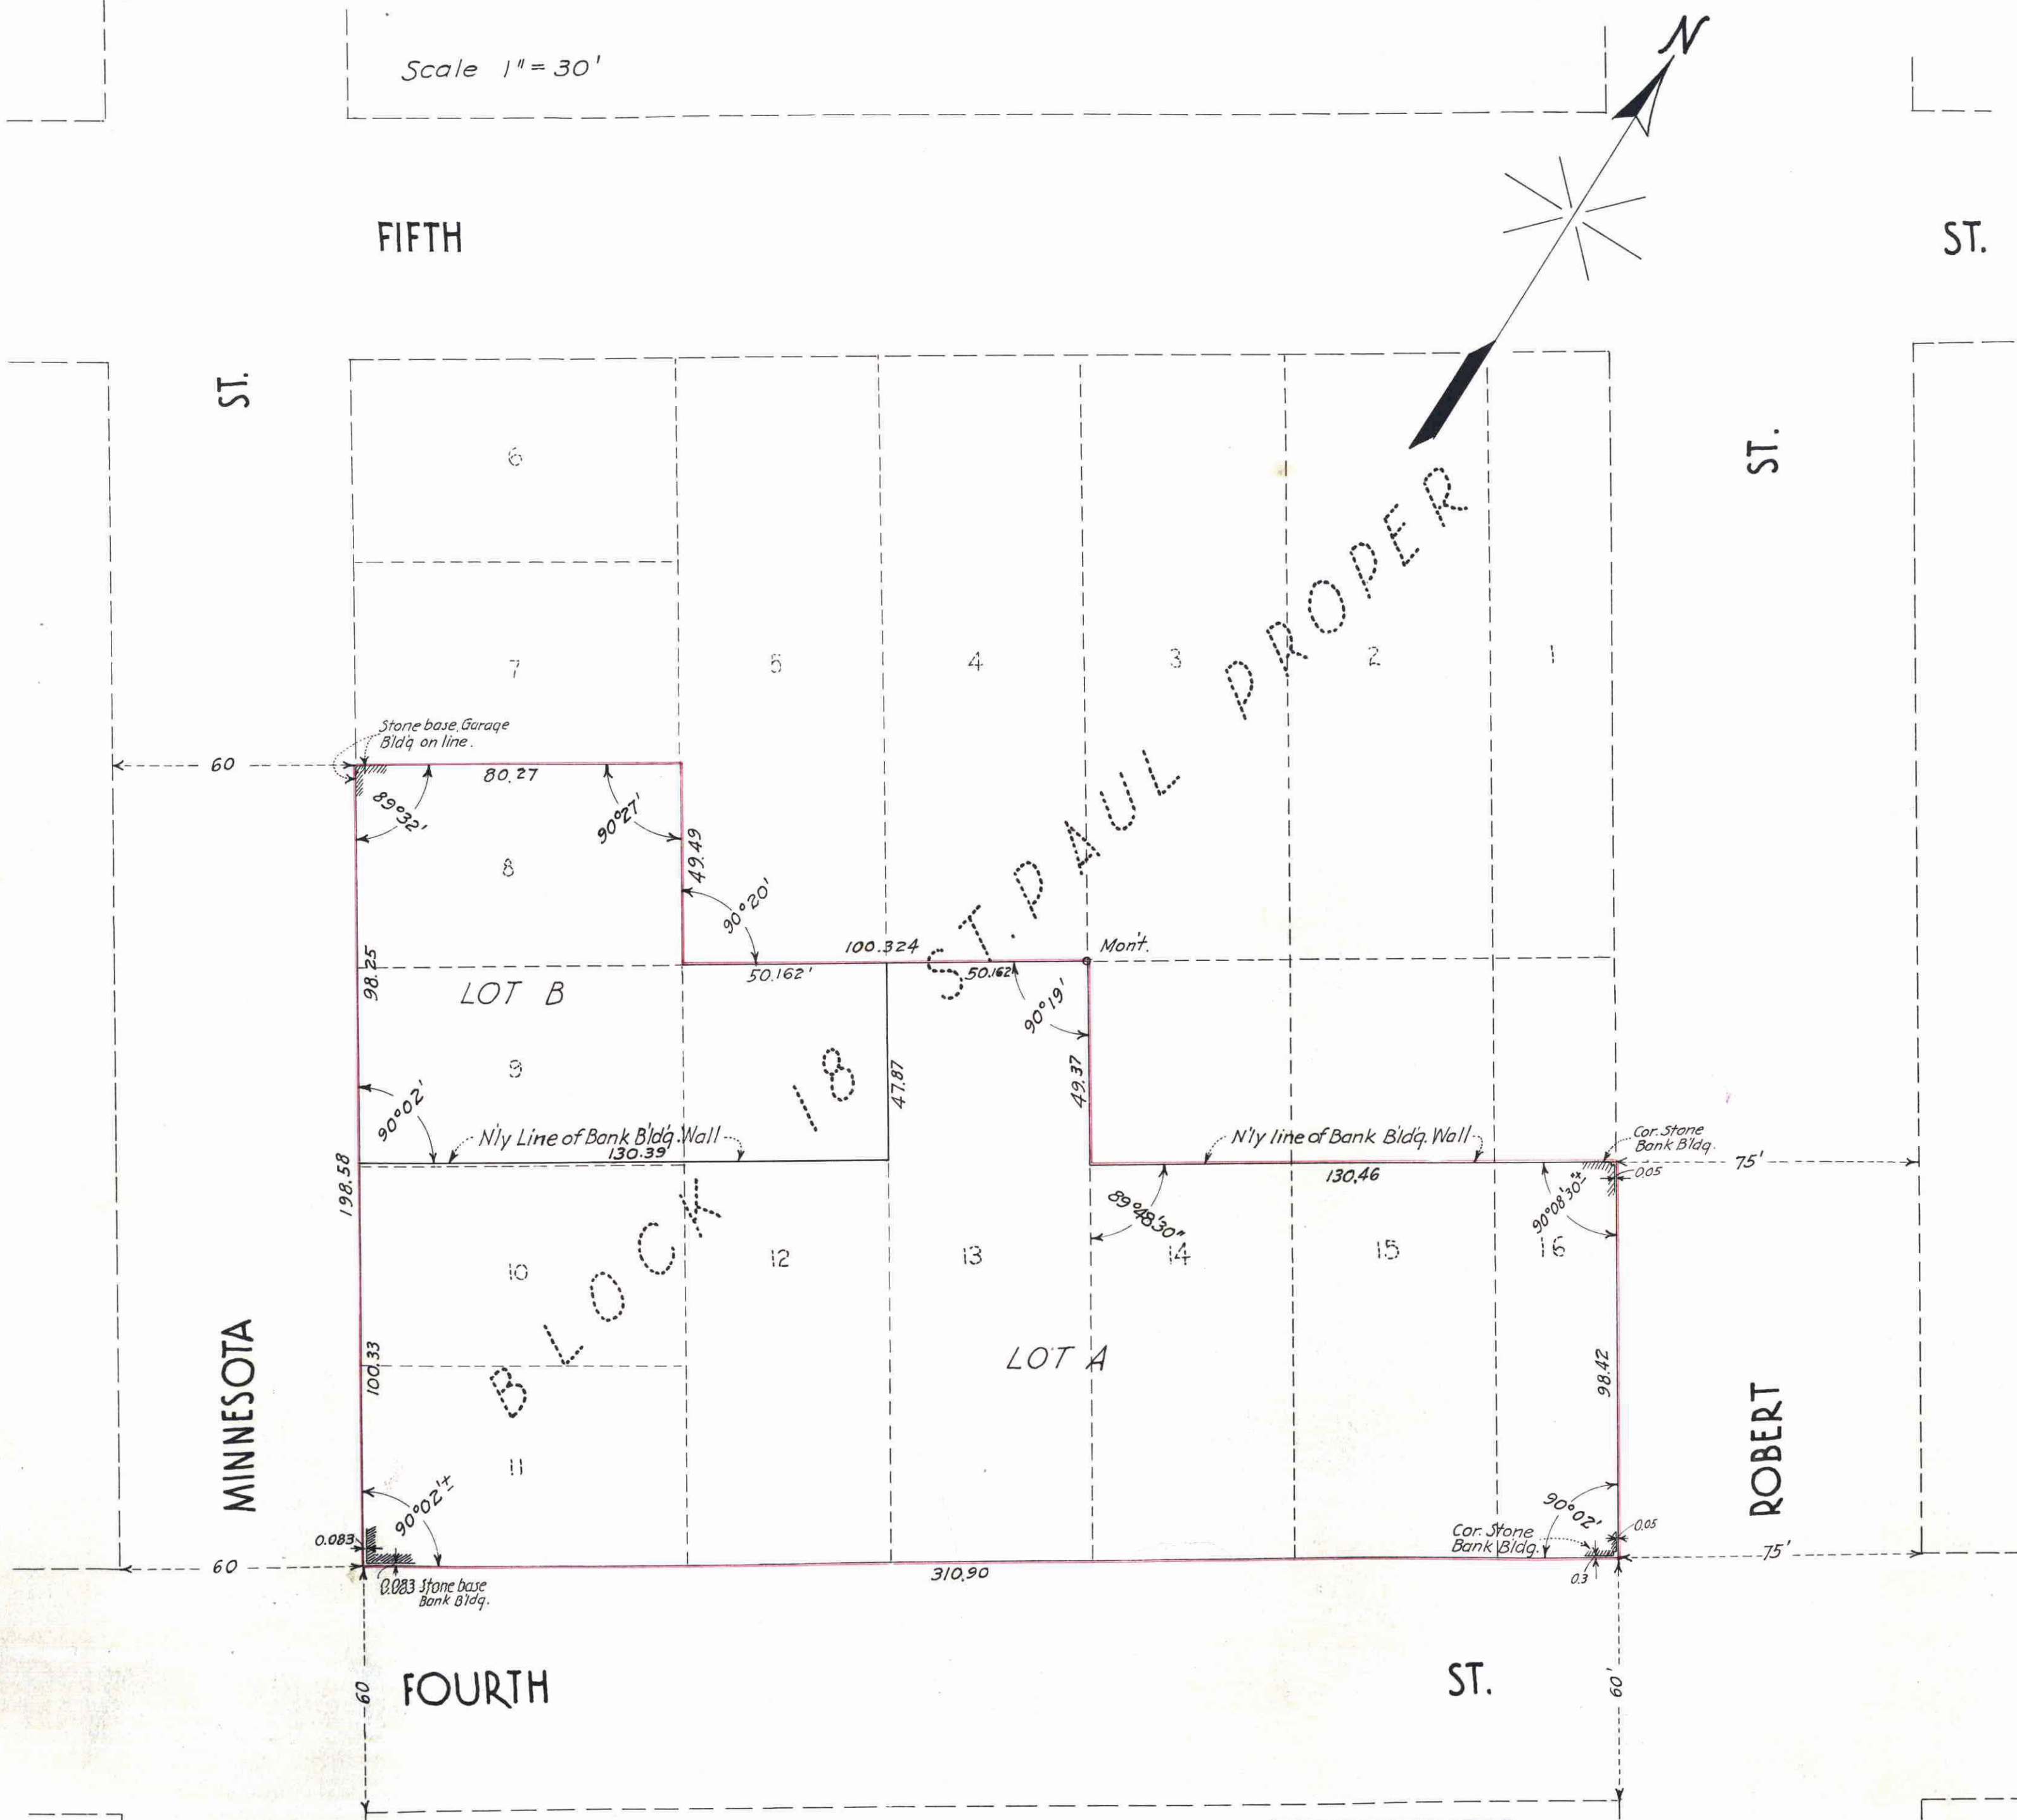 N
Scale 1" = 30'
FIFTH
ST.
ST.
ST.
6
7
5
4
3
2
1
ST. PAUL PROPER
Stone base, Garage
B'ld'g on line.
60
80.27
89°32'
90°27'
49.49
8
90°20'
100.324
50.162'
50.162'
Mon't.
98.25
LOT B
90°19'
9
18
47.87
49.37
90°02'
N'ly Line of Bank B'ld'g. Wall
130.39
N'ly line of Bank B'ld'g. Wall
130.46
Cor. Stone
Bank B'ldg.
75'
0.05
198.58
89°48'30"
90°08'30"±
BLOCK
10
12
13
14
15
16
LOT A
100.33
98.42
MINNESOTA
ROBERT
11
90°02'±
90°02'
0.083
0.05
Cor. Stone
Bank Bldg.
60
75'
0.083 Stone base
Bank B'ldg.
310.90
0.3
60
FOURTH
ST.
60'